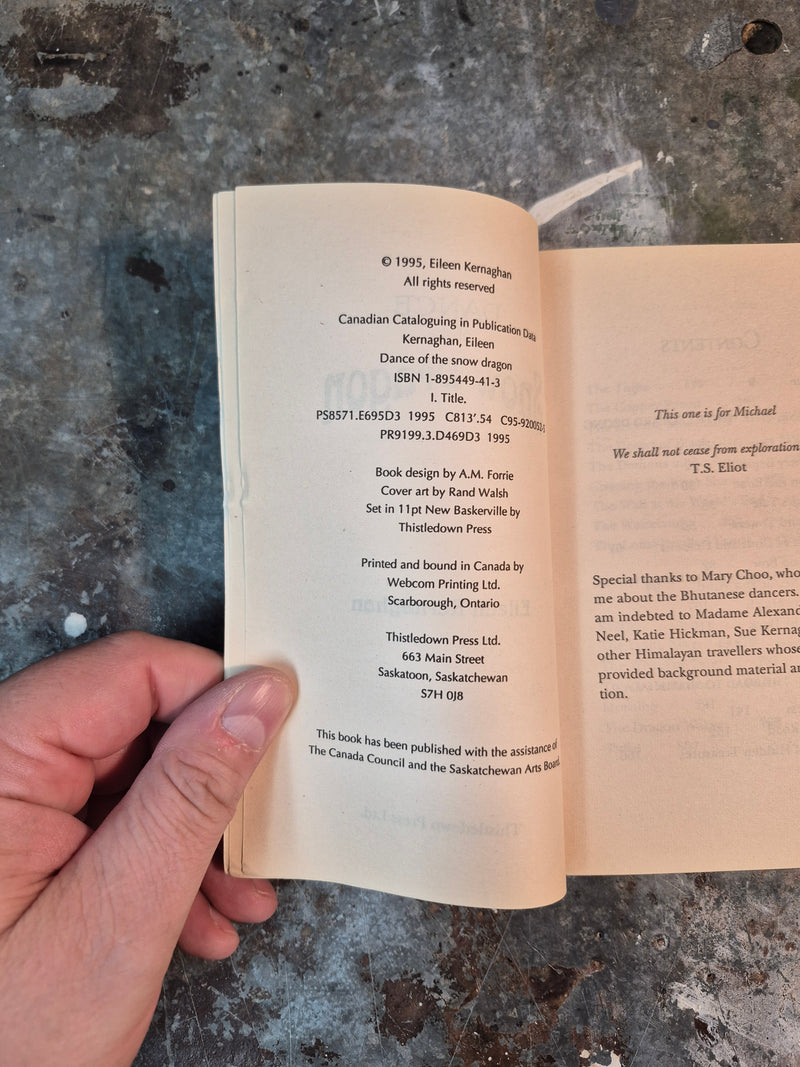 © 1995, Eileen Kernaghan
All rights reserved
Canadian Cataloguing in Publication Data
Kernaghan, Eileen
Dance of the snow dragon
ISBN 1-895449-41-3
I. Title.
PS8571.E695D3 1995 C813'.54 C95-920052-5
PR9199.3.D469D3 1995
Book design by A.M. Forrie
Cover art by Rand Walsh
Set in 11pt New Baskerville by
Thistledown Press
Printed and bound in Canada by
Webcom Printing Ltd.
Scarborough, Ontario
Thistledown Press Ltd.
663 Main Street
Saskatoon, Saskatchewan
S7H 0J8
This book has been published with the assistance of
The Canada Council and the Saskatchewan Arts Board.
This one is for Michael
We shall not cease from exploration
T.S. Eliot
Special thanks to Mary Choo, who
me about the Bhutanese dancers.
am indebted to Madame Alexand
Neel, Katie Hickman, Sue Kernag
other Himalayan travellers whose
provided background material an
tion.